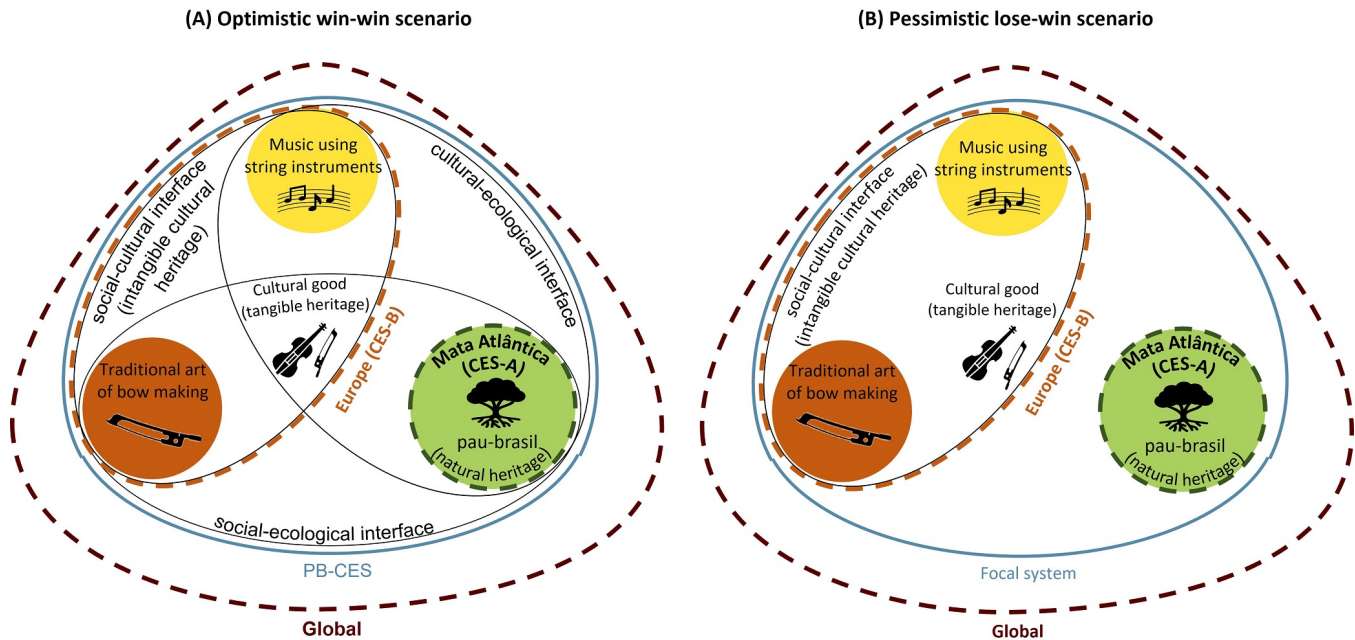 (A) Optimistic win-win scenario
Music using
string instruments
social-cultural interface
(intangible cultural
heritage)
cultural-ecological interface
Cultural good
(tangible heritage)
Europe (CES-B)
Traditional art
of bow making
Mata Atlântica
(CES-A)
pau-brasil
(natural heritage)
social-ecological interface
PB-CES
Global
(B) Pessimistic lose-win scenario
Music using
string instruments
social-cultural interface
(intangible cultural heritage)
Cultural good
(tangible heritage)
Europe (CES-B)
Traditional art
of bow making
Mata Atlântica
(CES-A)
pau-brasil
(natural heritage)
Focal system
Global